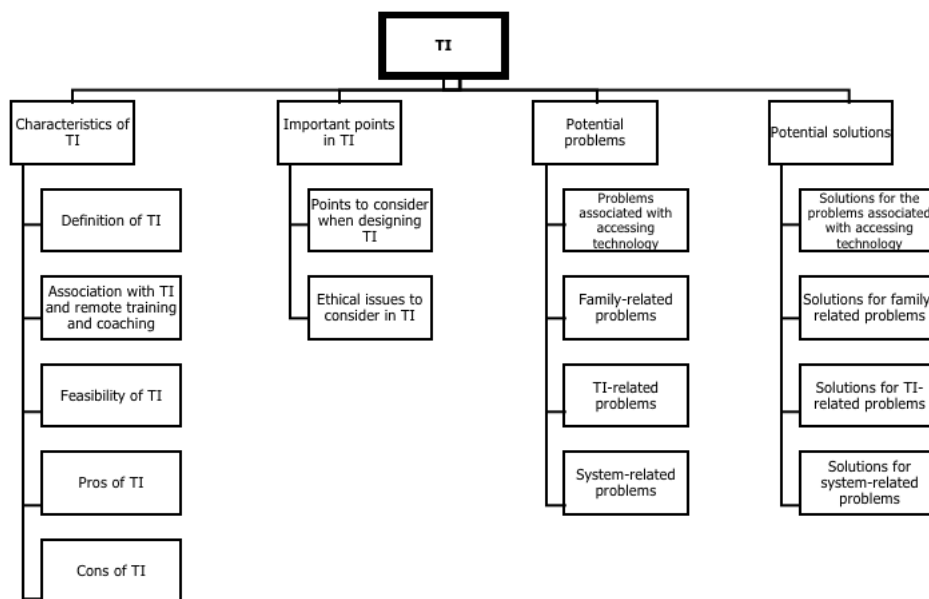 TI
Characteristics of
TI
Important points
in TI
Potential
problems
Potential solutions
Definition of TI
Association with TI
and remote training
and coaching
Feasibility of TI
Pros of TI
Cons of TI
Points to consider
when designing
TI
Ethical issues to
consider in TI
Problems
associated with
accessing
technology
Family-related
problems
TI-related
problems
System-related
problems
Solutions for the
problems associated
with accessing
technology
Solutions for family-
related problems
Solutions for TI-
related problems
Solutions for
system-related
problems